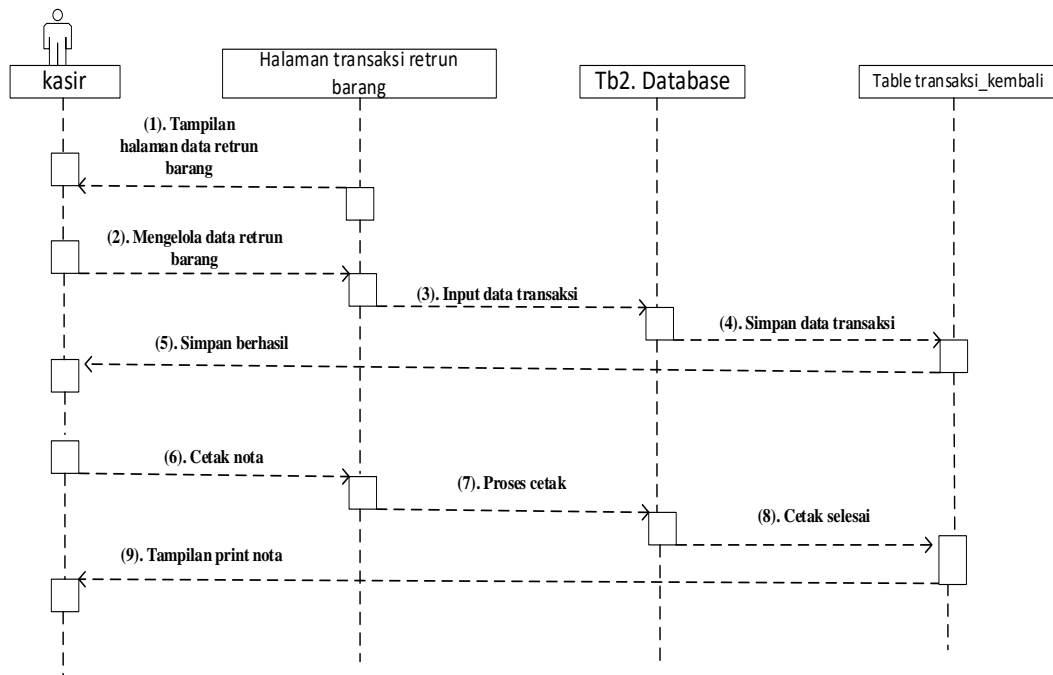 kasir
Halaman transaksi retrun
barang
Tb2. Database
Table transaksi_kembali
(1). Tampilan
halaman data retrun
barang
(2). Mengelola data retrun
barang
(3). Input data transaksi
(4). Simpan data transaksi
(5). Simpan berhasil
(6). Cetak nota
(7). Proses cetak
(8). Cetak selesai
(9). Tampilan print nota